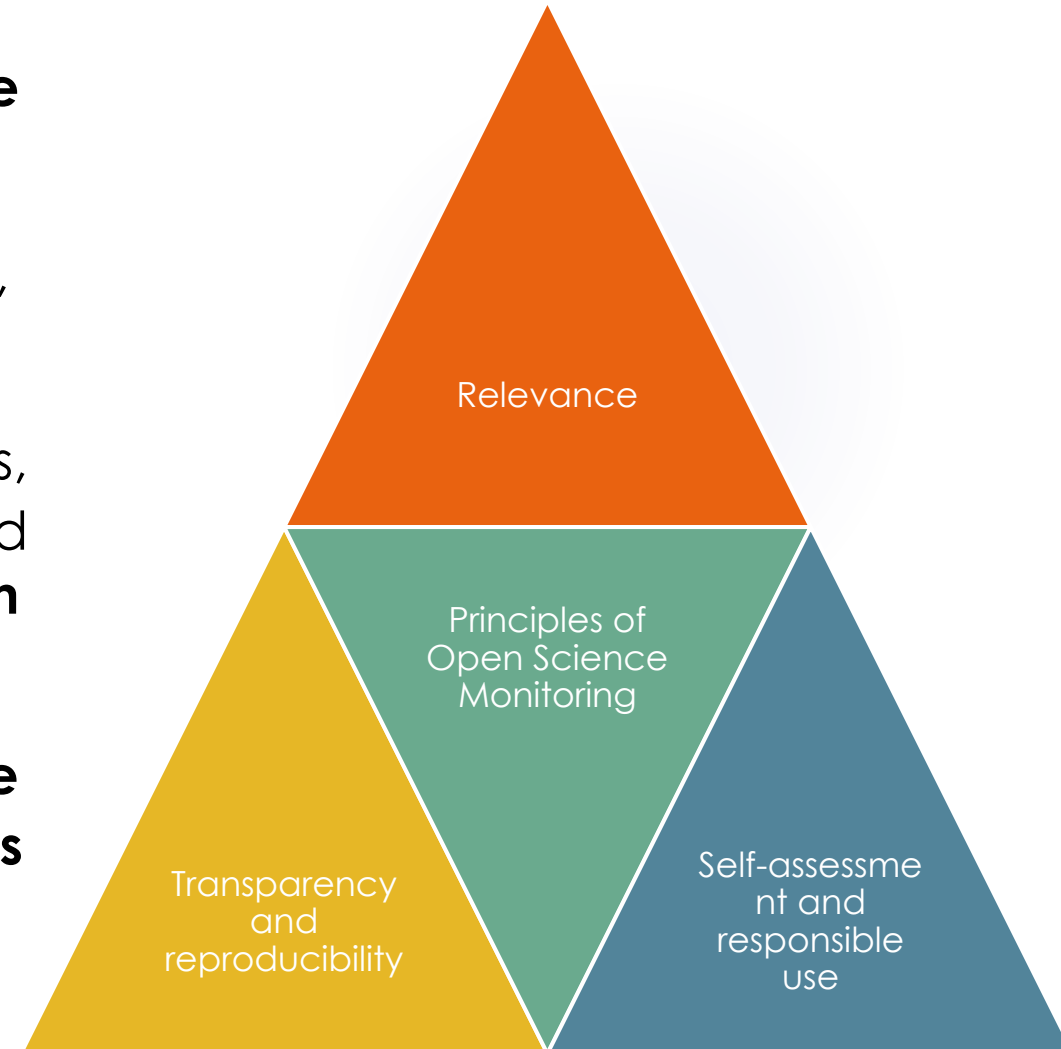 e
,
s,
d
n
e
s
Relevance
Principles of
Open Science
Monitoring
Transparency
and
reproducibility
Self-assessme
nt and
responsible
use